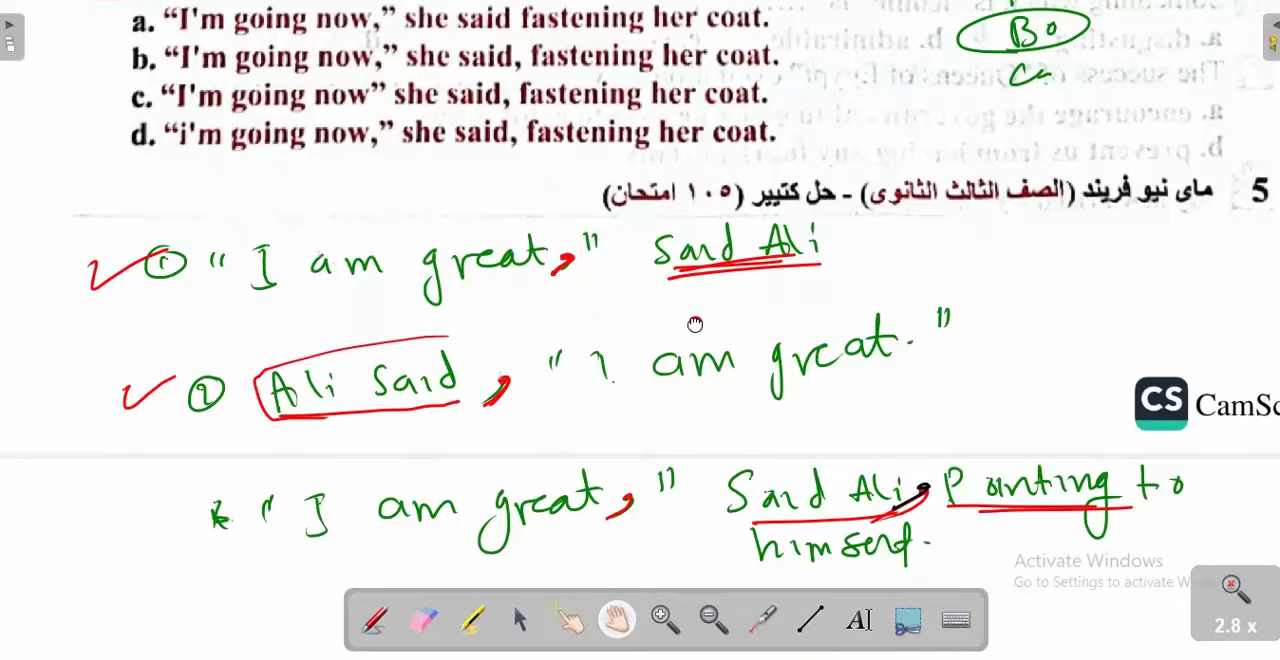 a. “I'm going now,” she said fastening her coat.
b. “I'm going now,” she said, fastening her coat.
c. “I'm going now” she said, fastening her coat.
d. “i'm going now,” she said, fastening her coat.
B
5 ماى نيو فريند (الصف الثالث الثانوى) - حل كتيير (١٠٥ امتحان)
① “I am great,” Said Ali
② Ali Said, “I am great.”
CS CamSc
* “I am great,” Said Ali, Pointing to
himself.
Activate Windows
Go to Settings to activate W
AI
2.8 x